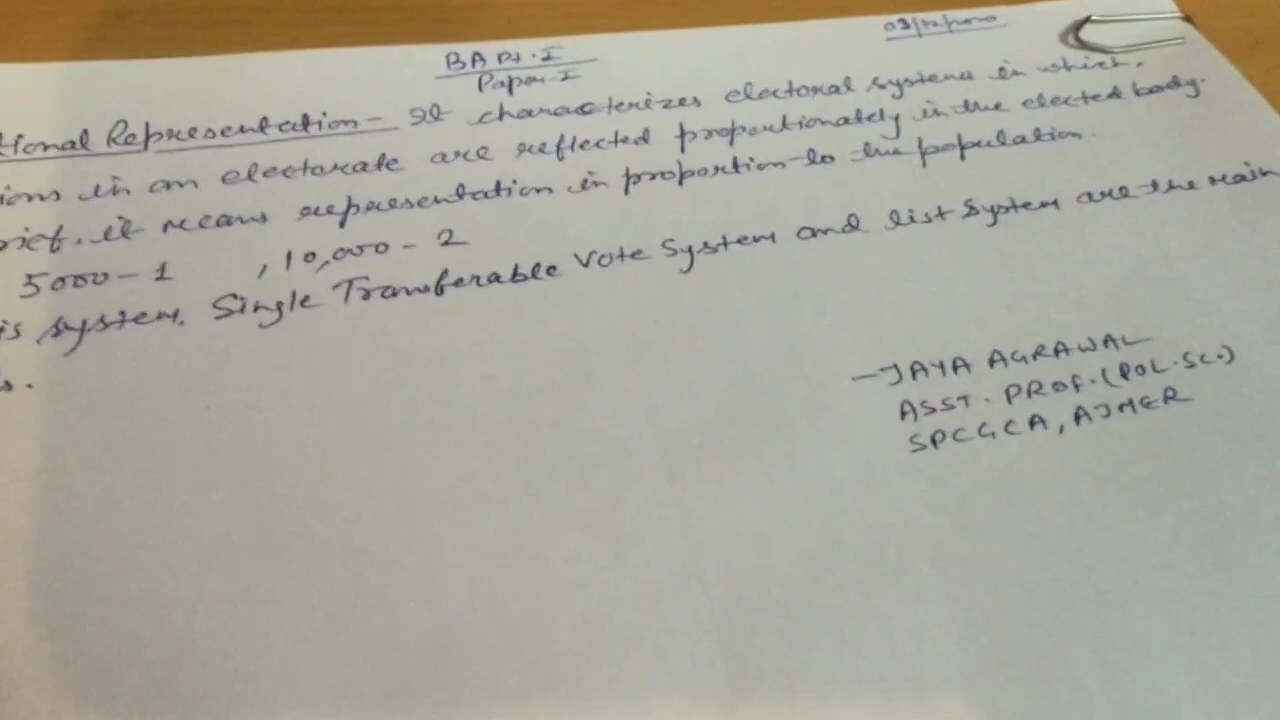 03/12/2020
BA Pt. I
Paper-I
tional Representation - It characterizes electoral systems in which.
ions in an electorate are reflected proportionately in the elected body.
rief, it means representation in proportion to the population.
5000-1 , 10,000-2
is system. Single Transferable Vote System and list System are the main
s.
-JAYA AGRAWAL
ASST. PROF. (POL.SC.)
SPCGCA, AJMER